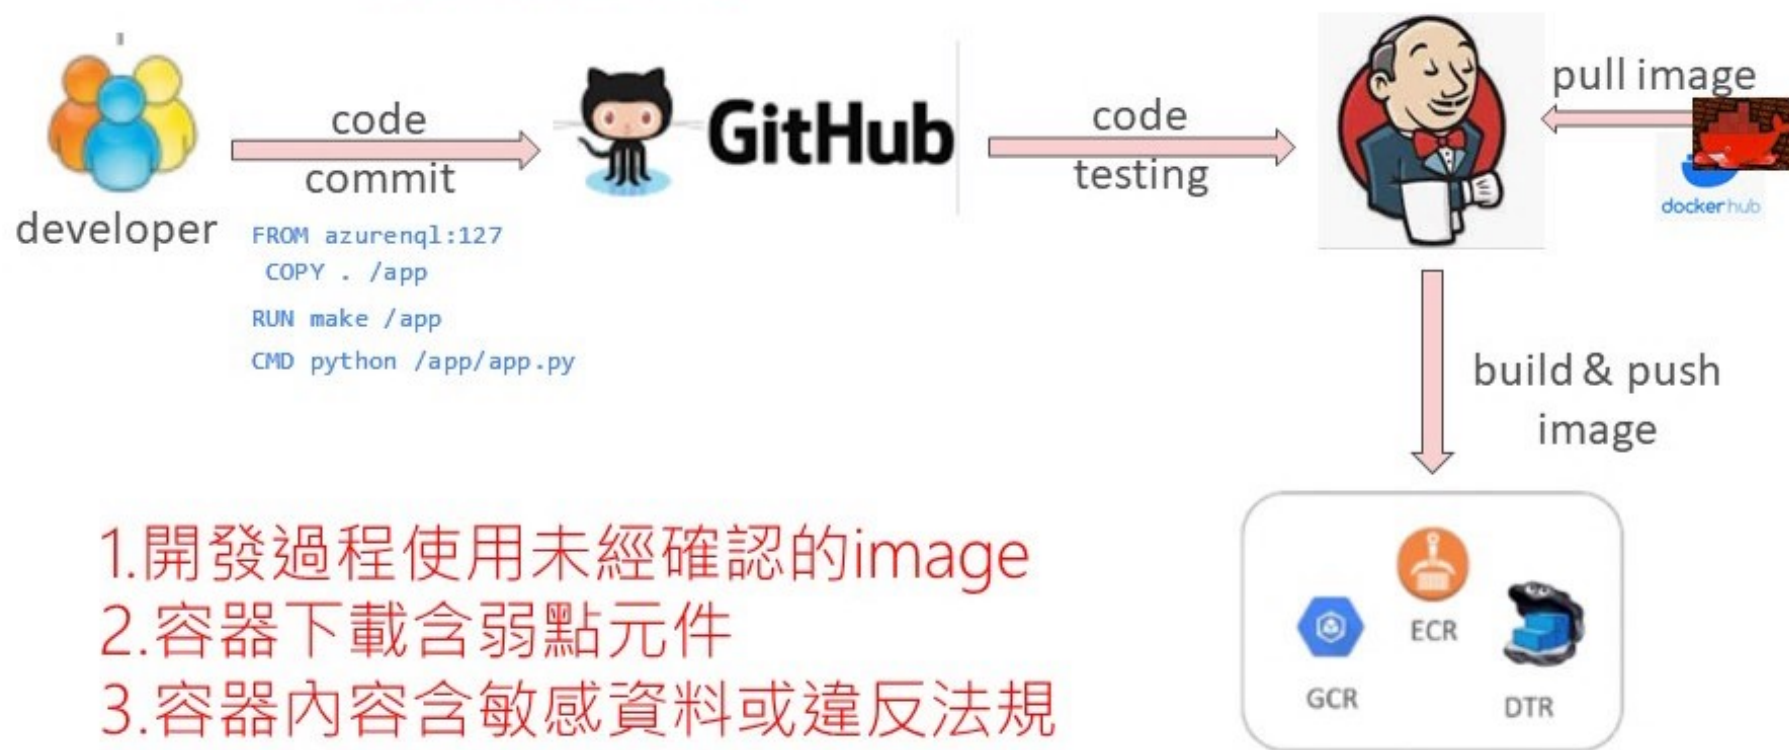 code
commit
developer
FROM azurenql:127
COPY . /app
RUN make /app
CMD python /app/app.py
GitHub
code
testing
pull image
docker hub
build & push
image
ECR
GCR
DTR
1.開發過程使用未經確認的image
2.容器下載含弱點元件
3.容器內容含敏感資料或違反法規